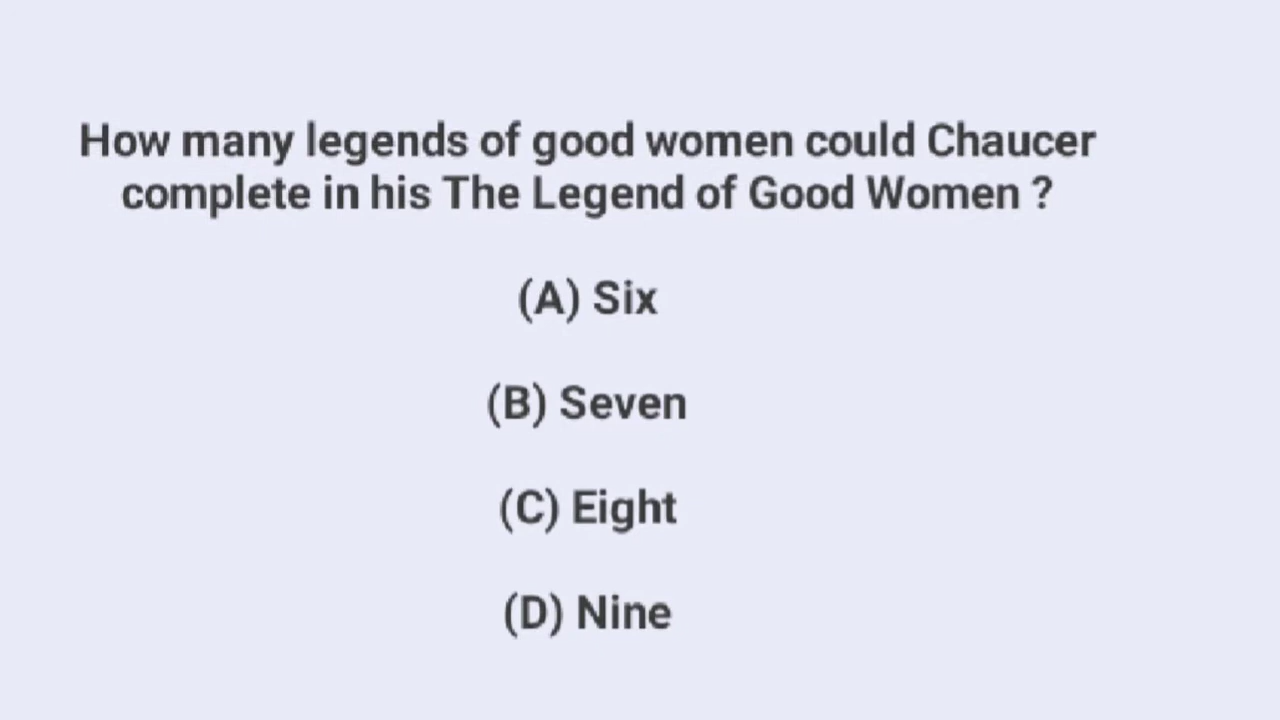 How many legends of good women could Chaucer
complete in his The Legend of Good Women ?
(A) Six
(B) Seven
(C) Eight
(D) Nine